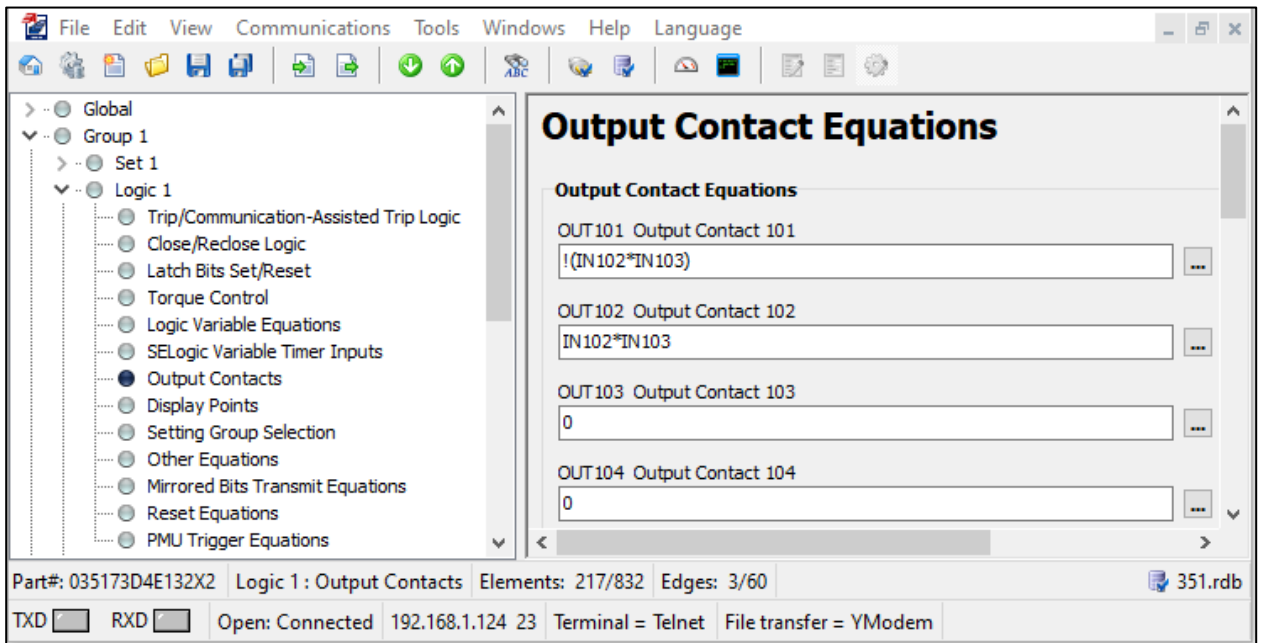 File Edit View Communications Tools Windows Help Language
ABC
Global
Group 1
Set 1
Logic 1
Trip/Communication-Assisted Trip Logic
Close/Reclose Logic
Latch Bits Set/Reset
Torque Control
Logic Variable Equations
SELogic Variable Timer Inputs
Output Contacts
Display Points
Setting Group Selection
Other Equations
Mirrored Bits Transmit Equations
Reset Equations
PMU Trigger Equations
Output Contact Equations
Output Contact Equations
OUT101 Output Contact 101
!(IN102*IN103)
...
OUT102 Output Contact 102
IN102*IN103
...
OUT103 Output Contact 103
0
...
OUT104 Output Contact 104
0
...
Part#: 035173D4E132X2 Logic 1 : Output Contacts Elements: 217/832 Edges: 3/60 351.rdb
TXD RXD Open: Connected 192.168.1.124 23 Terminal = Telnet File transfer = YModem